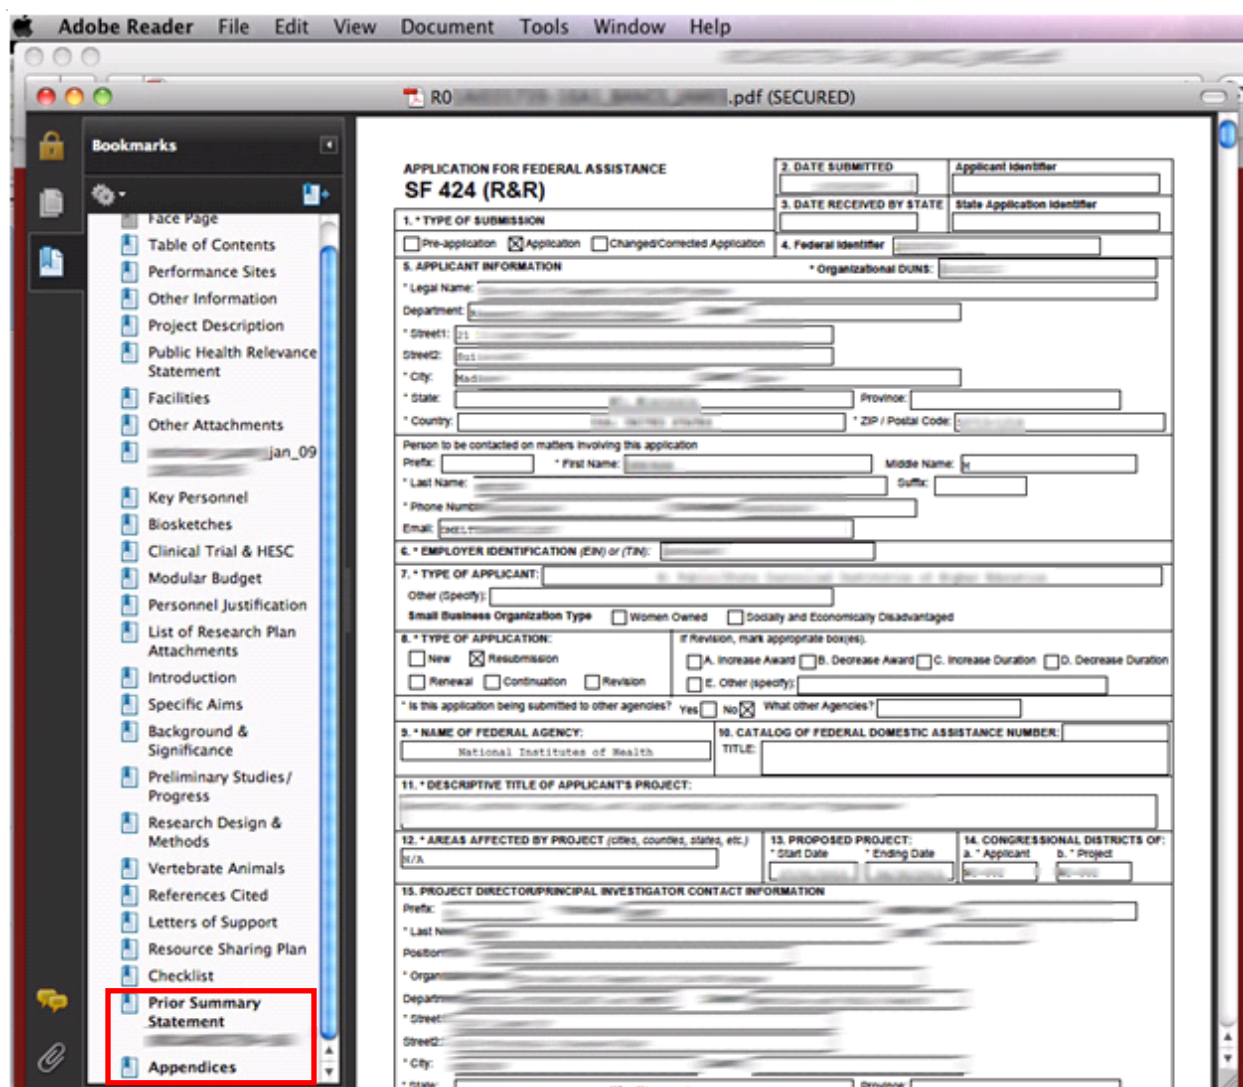 Adobe Reader File Edit View Document Tools Window Help
R0 .pdf (SECURED)
Bookmarks
Face Page
Table of Contents
Performance Sites
Other Information
Project Description
Public Health Relevance
Statement
Facilities
Other Attachments
jan_09
Key Personnel
Biosketches
Clinical Trial & HESC
Modular Budget
Personnel Justification
List of Research Plan
Attachments
Introduction
Specific Aims
Background &
Significance
Preliminary Studies/
Progress
Research Design &
Methods
Vertebrate Animals
References Cited
Letters of Support
Resource Sharing Plan
Checklist
Prior Summary
Statement
Appendices
APPLICATION FOR FEDERAL ASSISTANCE
SF 424 (R&R)
2. DATE SUBMITTED Applicant Identifier
3. DATE RECEIVED BY STATE State Application Identifier
1. * TYPE OF SUBMISSION
Pre-application Application Changed/Corrected Application 4. Federal Identifier
5. APPLICANT INFORMATION * Organizational DUNS:
* Legal Name:
Department:
* Street1: 21
Street2:
* City:
* State: Province:
* Country: * ZIP / Postal Code:
Person to be contacted on matters involving this application
Prefix: * First Name: Middle Name: M
* Last Name: Suffix:
* Phone
Email:
6. * EMPLOYER IDENTIFICATION (EIN) or (TIN):
7. * TYPE OF APPLICANT:
Other (Specify):
Small Business Organization Type Women Owned Socially and Economically Disadvantaged
8. * TYPE OF APPLICATION: If Revision, mark appropriate box(es).
New Resubmission A. Increase Award B. Decrease Award C. Increase Duration D. Decrease Duration
Renewal Continuation Revision E. Other (specify):
* Is this application being submitted to other agencies? Yes No What other Agencies?
9. * NAME OF FEDERAL AGENCY: 10. CATALOG OF FEDERAL DOMESTIC ASSISTANCE NUMBER:
National Institutes of Health TITLE:
11. * DESCRIPTIVE TITLE OF APPLICANT'S PROJECT:
12. * AREAS AFFECTED BY PROJECT (cities, counties, states, etc.) 13. PROPOSED PROJECT: 14. CONGRESSIONAL DISTRICTS OF:
N/A * Start Date * Ending Date a. * Applicant b. * Project
15. PROJECT DIRECTOR/PRINCIPAL INVESTIGATOR CONTACT INFORMATION
Prefix:
* Last
Position
* Organ
Departm
* Street
Street2:
* City:
* State: Province: